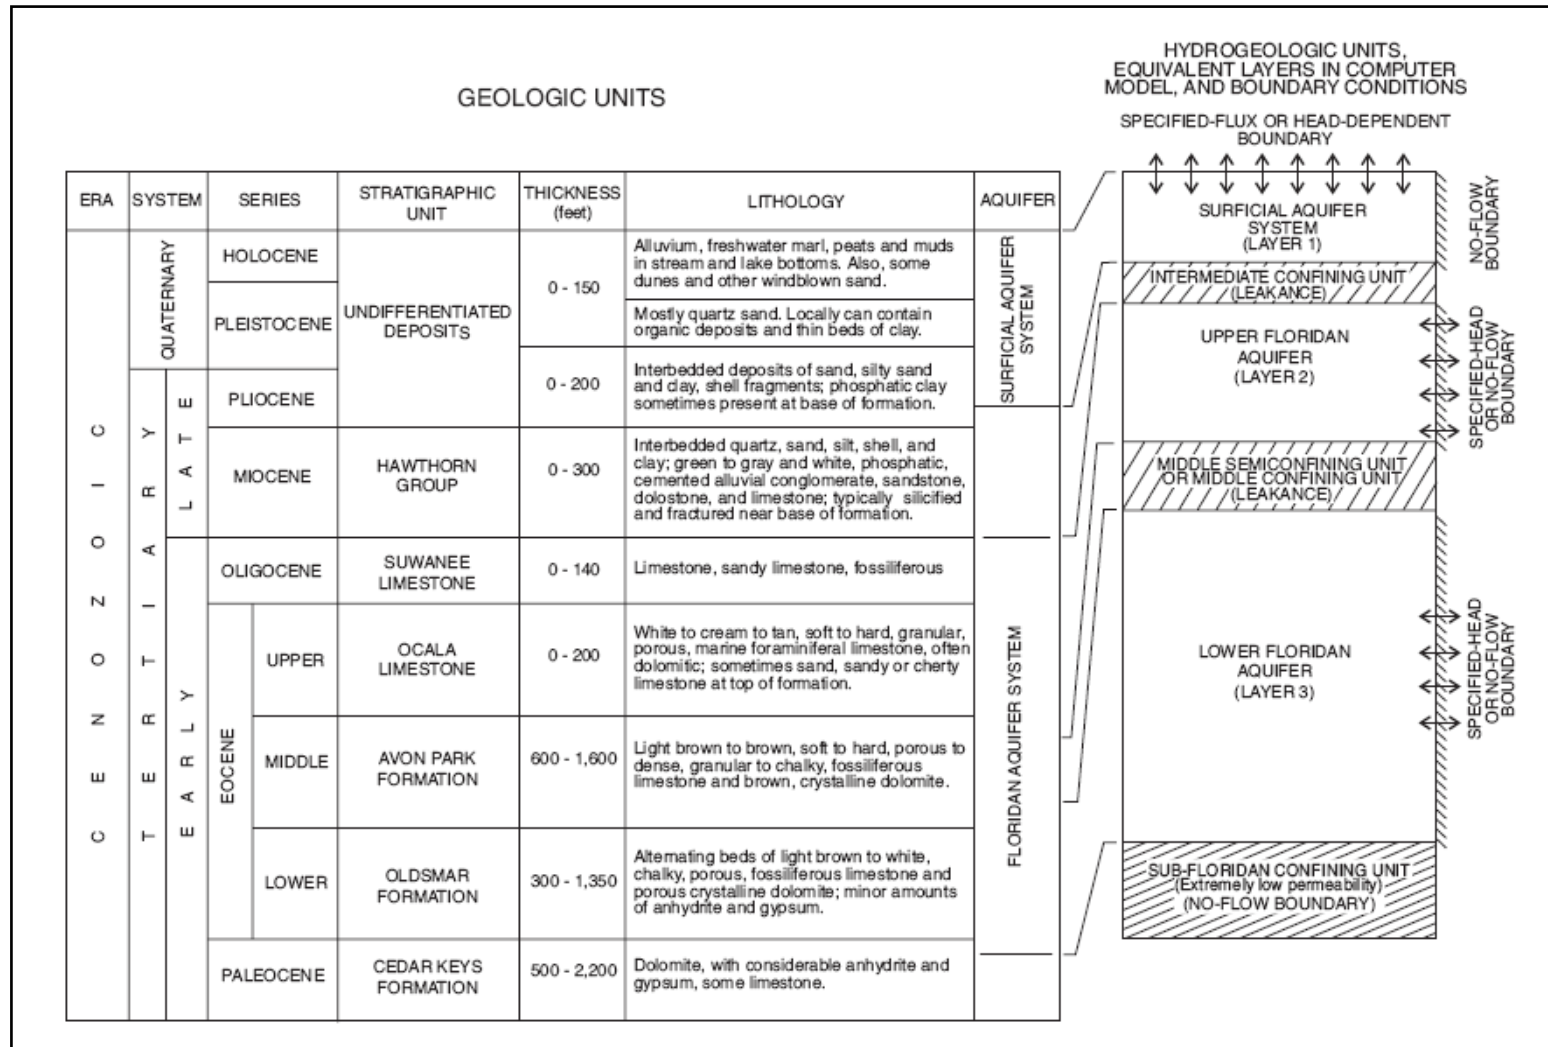 GEOLOGIC UNITS
HYDROGEOLOGIC UNITS,
EQUIVALENT LAYERS IN COMPUTER
MODEL, AND BOUNDARY CONDITIONS
SPECIFIED-FLUX OR HEAD-DEPENDENT
BOUNDARY
ERA
SYSTEM
SERIES
STRATIGRAPHIC
UNIT
THICKNESS
(feet)
LITHOLOGY
AQUIFER
CENOZOIC
QUATERNARY
TERTIARY
LATE
EARLY
HOLOCENE
PLEISTOCENE
UNDIFFERENTIATED
DEPOSITS
0 - 150
Alluvium, freshwater marl, peats and muds
in stream and lake bottoms. Also, some
dunes and other windblown sand.
Mostly quartz sand. Locally can contain
organic deposits and thin beds of clay.
PLIOCENE
0 - 200
Interbedded deposits of sand, silty sand
and clay, shell fragments; phosphatic clay
sometimes present at base of formation.
SURFICIAL AQUIFER
SYSTEM
MIOCENE
HAWTHORN
GROUP
0 - 300
Interbedded quartz, sand, silt, shell, and
clay; green to gray and white, phosphatic,
cemented alluvial conglomerate, sandstone,
dolostone, and limestone; typically silicified
and fractured near base of formation.
OLIGOCENE
SUWANEE
LIMESTONE
0 - 140
Limestone, sandy limestone, fossiliferous
EOCENE
UPPER
OCALA
LIMESTONE
0 - 200
White to cream to tan, soft to hard, granular,
porous, marine foraminiferal limestone, often
dolomitic; sometimes sand, sandy or cherty
limestone at top of formation.
MIDDLE
AVON PARK
FORMATION
600 - 1,600
Light brown to brown, soft to hard, porous to
dense, granular to chalky, fossiliferous
limestone and brown, crystalline dolomite.
LOWER
OLDSMAR
FORMATION
300 - 1,350
Alternating beds of light brown to white,
chalky, porous, fossiliferous limestone and
porous crystalline dolomite; minor amounts
of anhydrite and gypsum.
FLORIDAN AQUIFER SYSTEM
PALEOCENE
CEDAR KEYS
FORMATION
500 - 2,200
Dolomite, with considerable anhydrite and
gypsum, some limestone.
SURFICIAL AQUIFER
SYSTEM
(LAYER 1)
NO-FLOW
BOUNDARY
INTERMEDIATE CONFINING UNIT
(LEAKANCE)
UPPER FLORIDAN
AQUIFER
(LAYER 2)
SPECIFIED-HEAD
OR NO-FLOW
BOUNDARY
MIDDLE SEMICONFINING UNIT
OR MIDDLE CONFINING UNIT
(LEAKANCE)
LOWER FLORIDAN
AQUIFER
(LAYER 3)
SPECIFIED-HEAD
OR NO-FLOW
BOUNDARY
SUB-FLORIDAN CONFINING UNIT
(Extremely low permeability)
(NO-FLOW BOUNDARY)